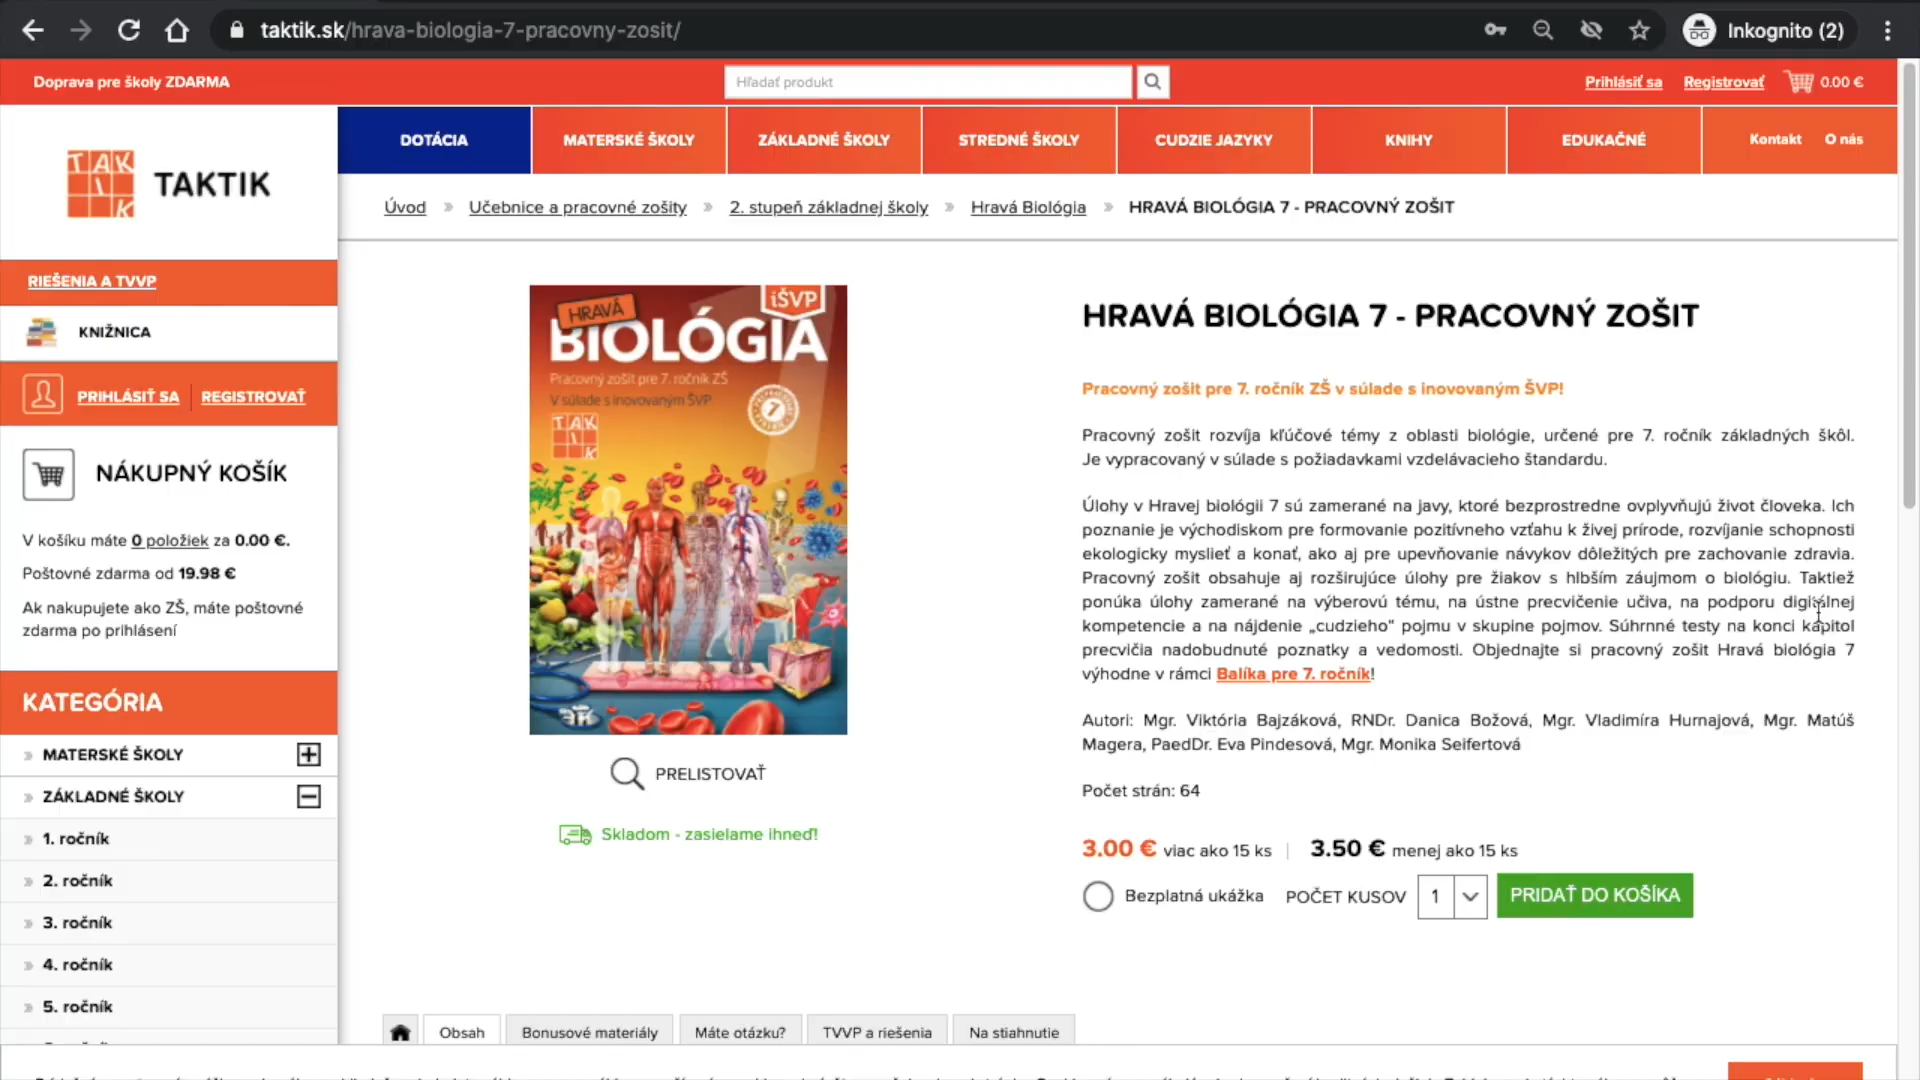 taktik.sk/hrava-biologia-7-pracovny-zosit/
Inkognito (2)
Doprava pre školy ZDARMA
Hľadať produkt
Prihlásiť sa
Registrovať
0.00 €
TAKTIK
DOTÁCIA
MATERSKÉ ŠKOLY
ZÁKLADNÉ ŠKOLY
STREDNÉ ŠKOLY
CUDZIE JAZYKY
KNIHY
EDUKAČNÉ
Kontakt
O nás
Úvod » Učebnice a pracovné zošity » 2. stupeň základnej školy » Hravá Biológia » HRAVÁ BIOLÓGIA 7 - PRACOVNÝ ZOŠIT
RIEŠENIA A TVVP
KNIŽNICA
PRIHLÁSIŤ SA | REGISTROVAŤ
NÁKUPNÝ KOŠÍK
V košíku máte 0 položiek za 0.00 €.
Poštovné zdarma od 19.98 €
Ak nakupujete ako ZŠ, máte poštovné
zdarma po prihlásení
KATEGÓRIA
» MATERSKÉ ŠKOLY
» ZÁKLADNÉ ŠKOLY
» 1. ročník
» 2. ročník
» 3. ročník
» 4. ročník
» 5. ročník
iŠVP
HRAVÁ
BIOLÓGIA
Pracovný zošit pre 7. ročník ZŠ
V súlade s inovovaným ŠVP
7
TAK
I
K
PRELISTOVAŤ
Skladom - zasielame ihneď!
HRAVÁ BIOLÓGIA 7 - PRACOVNÝ ZOŠIT
Pracovný zošit pre 7. ročník ZŠ v súlade s inovovaným ŠVP!
Pracovný zošit rozvíja kľúčové témy z oblasti biológie, určené pre 7. ročník základných škôl.
Je vypracovaný v súlade s požiadavkami vzdelávacieho štandardu.
Úlohy v Hravej biológii 7 sú zamerané na javy, ktoré bezprostredne ovplyvňujú život človeka. Ich
poznanie je východiskom pre formovanie pozitívneho vzťahu k živej prírode, rozvíjanie schopnosti
ekologicky myslieť a konať, ako aj pre upevňovanie návykov dôležitých pre zachovanie zdravia.
Pracovný zošit obsahuje aj rozširujúce úlohy pre žiakov s hlbším záujmom o biológiu. Taktiež
ponúka úlohy zamerané na výberovú tému, na ústne precvičenie učiva, na podporu digitálnej
kompetencie a na nájdenie „cudzieho" pojmu v skupine pojmov. Súhrnné testy na konci kapitol
precvičia nadobudnuté poznatky a vedomosti. Objednajte si pracovný zošit Hravá biológia 7
výhodne v rámci Balíka pre 7. ročník!
Autori: Mgr. Viktória Bajzáková, RNDr. Danica Božová, Mgr. Vladimíra Hurnajová, Mgr. Matúš
Magera, PaedDr. Eva Pindesová, Mgr. Monika Seifertová
Počet strán: 64
3.00 € viac ako 15 ks | 3.50 € menej ako 15 ks
Bezplatná ukážka POČET KUSOV 1 PRIDAŤ DO KOŠÍKA
Obsah
Bonusové materiály
Máte otázku?
TVVP a riešenia
Na stiahnutie